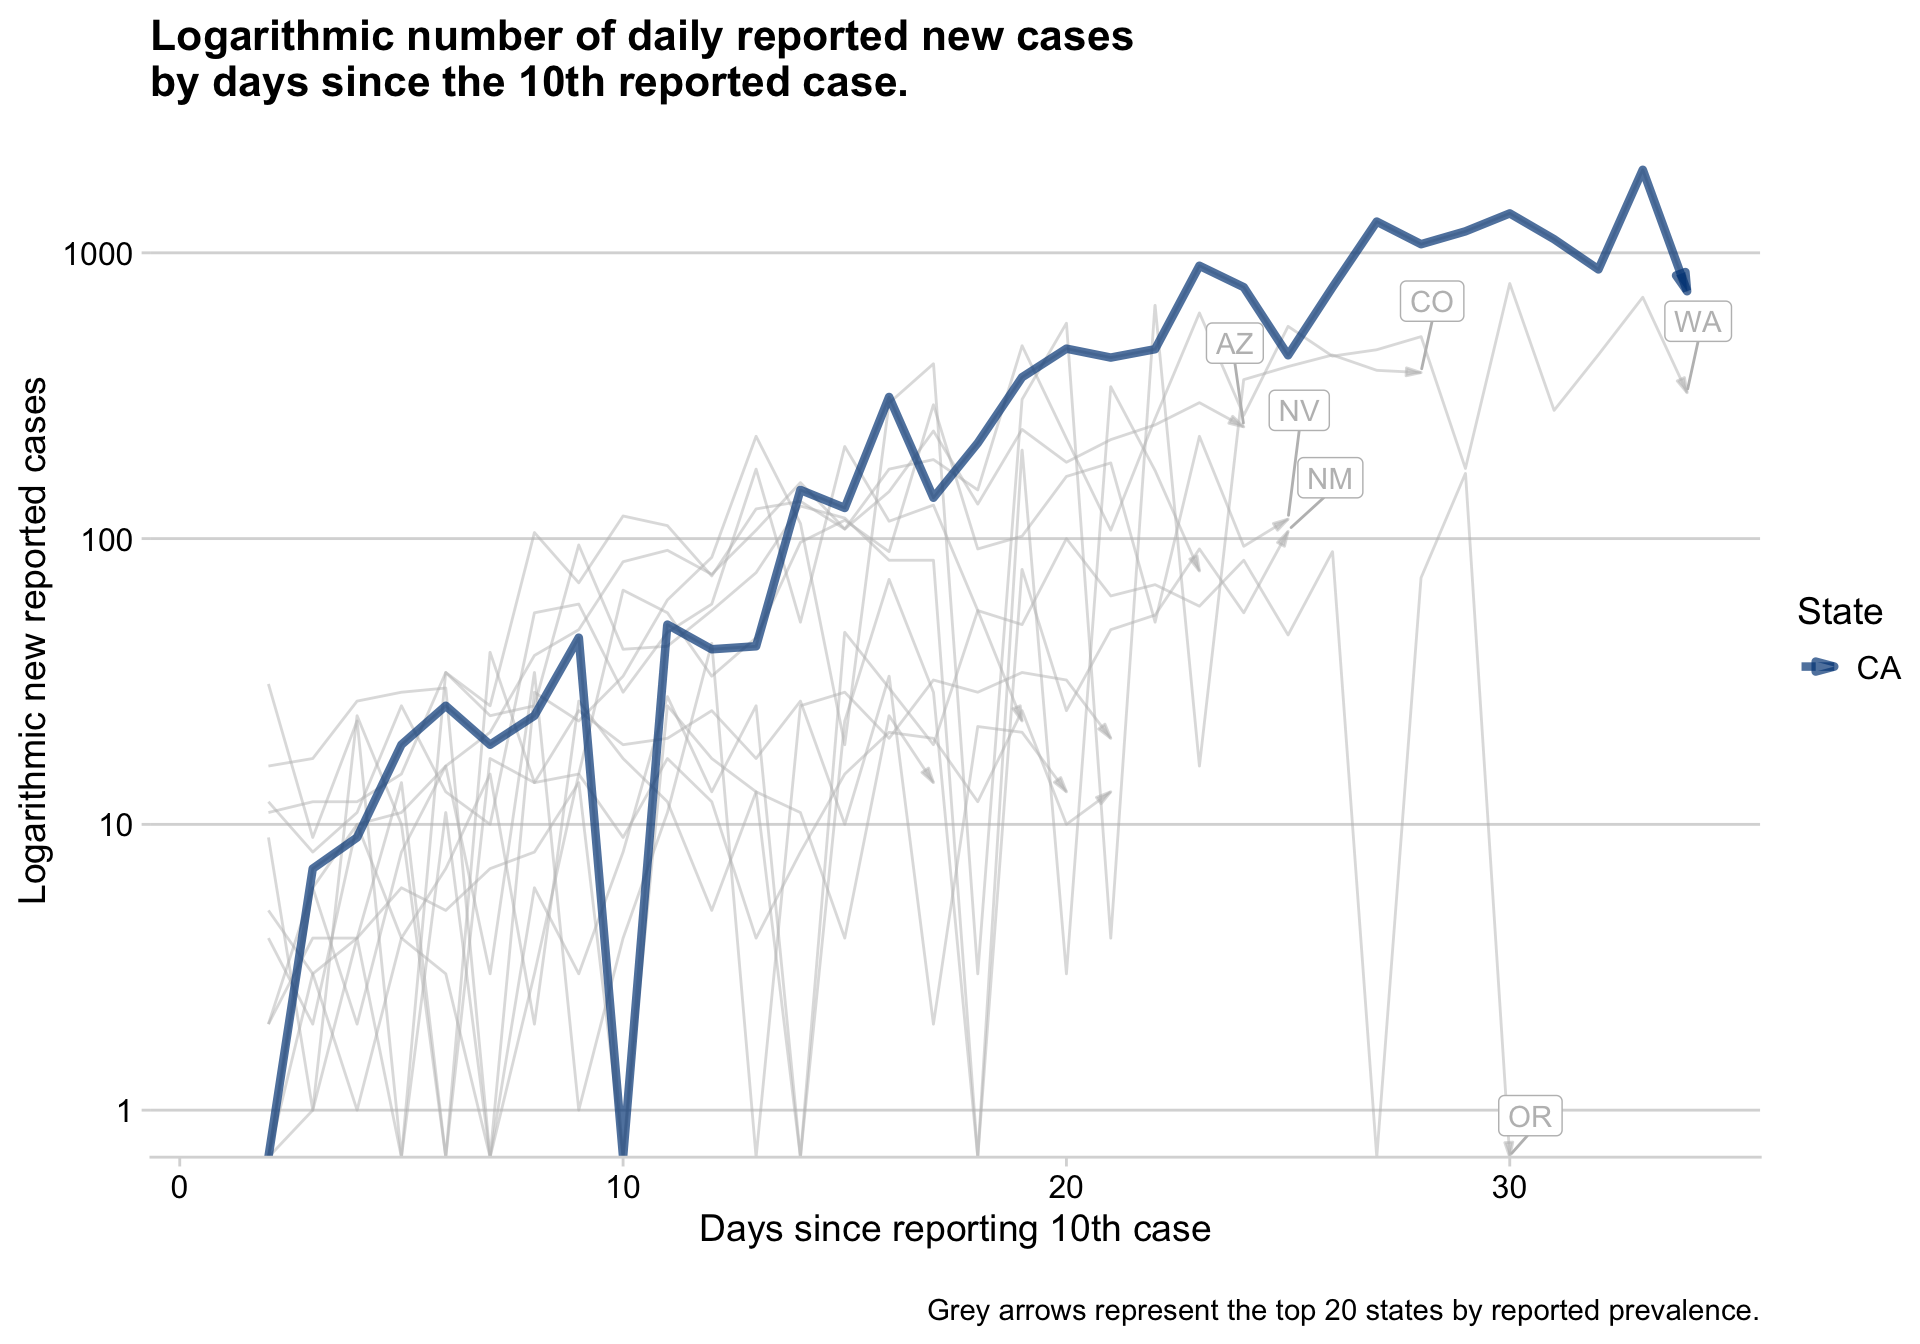 Logarithmic number of daily reported new cases
by days since the 10th reported case.
Logarithmic new reported cases
1000
100
10
1
CO
WA
AZ
NV
NM
OR
State
CA
0
10
20
30
Days since reporting 10th case
Grey arrows represent the top 20 states by reported prevalence.